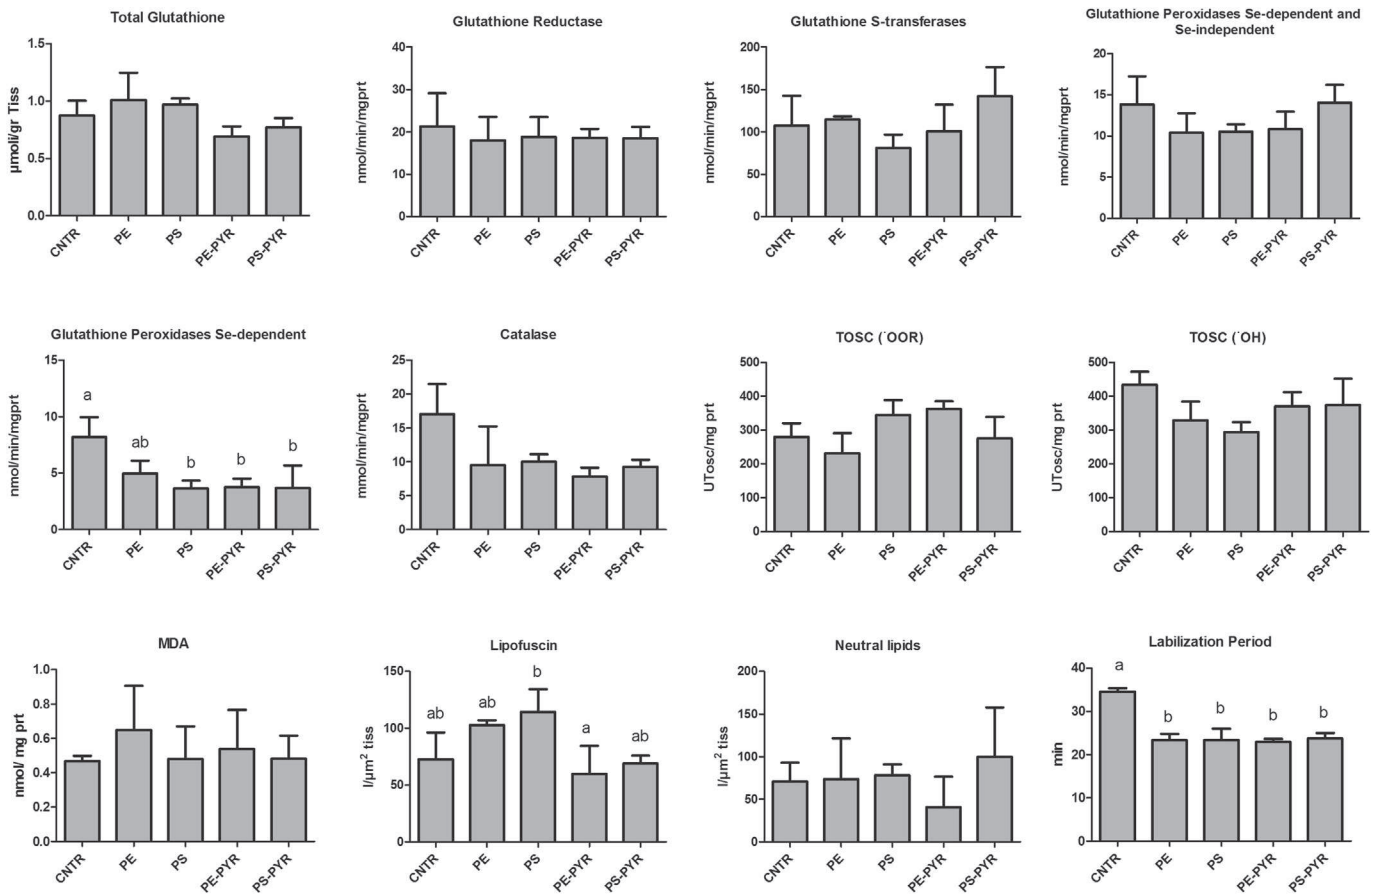 Total Glutathione
µmoli/gr Tiss
1.5
1.0
0.5
0.0
CNTR
PE
PS
PE-PYR
PS-PYR
Glutathione Reductase
nmol/min/mgprt
40
30
20
10
0
CNTR
PE
PS
PE-PYR
PS-PYR
Glutathione S-transferases
nmol/min/mgprt
200
150
100
50
0
CNTR
PE
PS
PE-PYR
PS-PYR
Glutathione Peroxidases Se-dependent and
Se-independent
nmol/min/mgprt
20
15
10
5
0
CNTR
PE
PS
PE-PYR
PS-PYR
Glutathione Peroxidases Se-dependent
nmol/min/mgprt
15
10
5
0
a
ab
b
b
b
CNTR
PE
PS
PE-PYR
PS-PYR
Catalase
mmol/min/mgprt
25
20
15
10
5
0
CNTR
PE
PS
PE-PYR
PS-PYR
TOSC (˙OOR)
UTosc/mg prt
500
400
300
200
100
0
CNTR
PE
PS
PE-PYR
PS-PYR
TOSC (˙OH)
UTosc/mg prt
500
400
300
400
100
0
CNTR
PE
PS
PE-PYR
PS-PYR
MDA
nmol/ mg prt
1.0
0.8
0.6
0.4
0.2
0.0
CNTR
PE
PS
PE-PYR
PS-PYR
Lipofuscin
I/µm² tiss
150
100
50
0
ab
ab
b
a
ab
CNTR
PE
PS
PE-PYR
PS-PYR
Neutral lipids
I/µm² tiss
200
150
100
50
0
CNTR
PE
PS
PE-PYR
PS-PYR
Labilization Period
min
40
30
20
10
0
a
b
b
b
b
CNTR
PE
PS
PE-PYR
PS-PYR